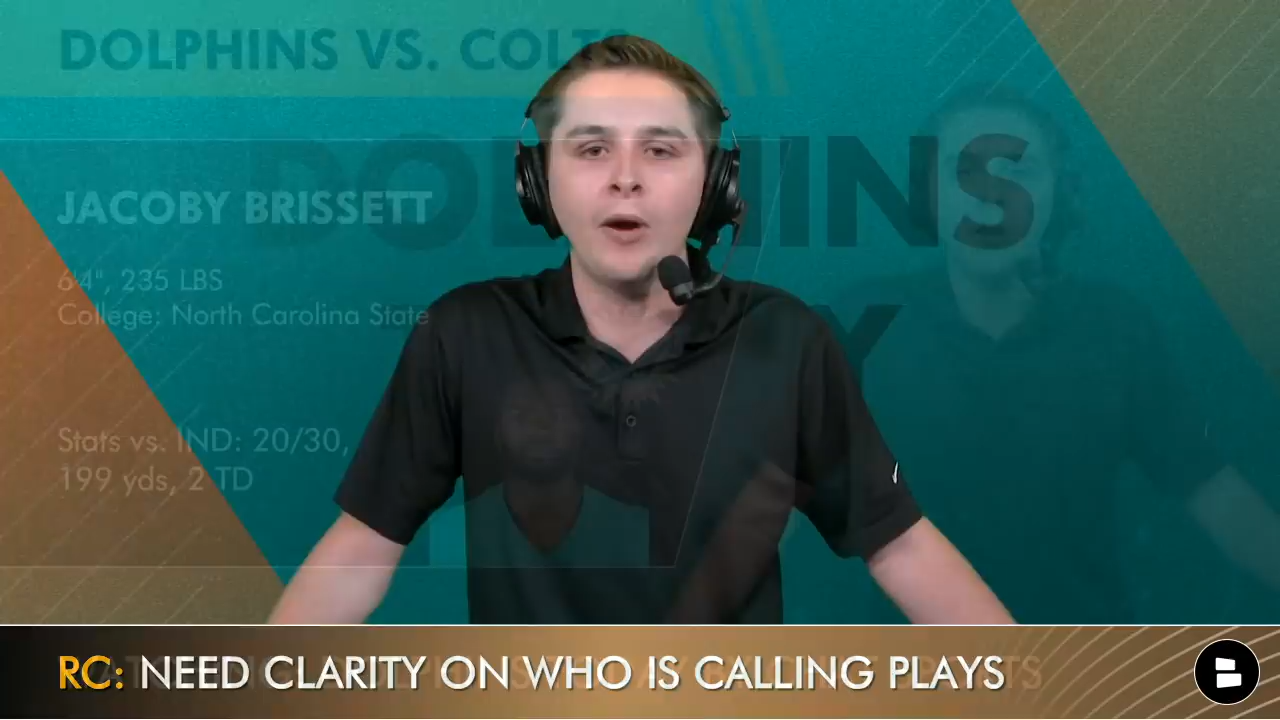 DOLPHINS VS. COLTS
DOLPHINS
JACOBY BRISSETT
6'4", 235 LBS
College: North Carolina State
Stats vs. IND: 20/30,
199 yds, 2 TD
RC: NEED CLARITY ON WHO IS CALLING PLAYS